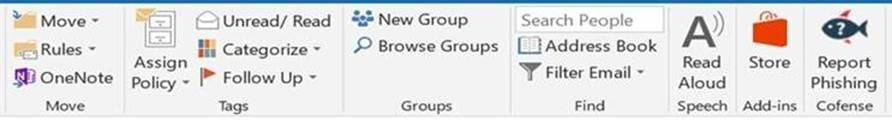 Move
Rules
OneNote
Move
Assign
Policy
Unread/ Read
Categorize
Follow Up
Tags
New Group
Browse Groups
Groups
Search People
Address Book
Filter Email
Find
Read
Aloud
Speech
Store
Add-ins
Report
Phishing
Cofense